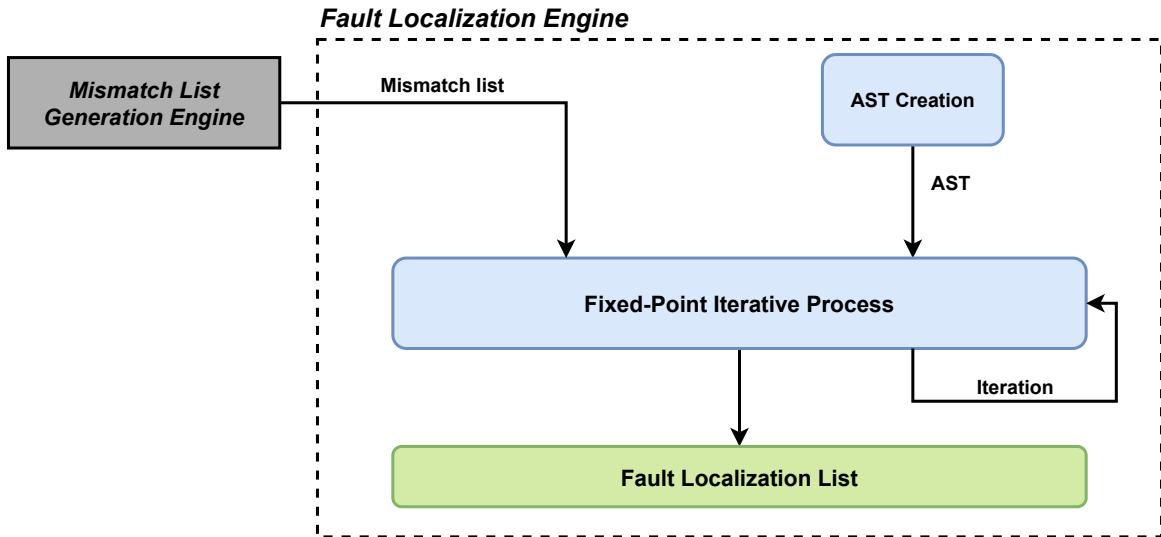 Fault Localization Engine
Mismatch List
Generation Engine
Mismatch list
AST Creation
AST
Fixed-Point Iterative Process
Iteration
Fault Localization List